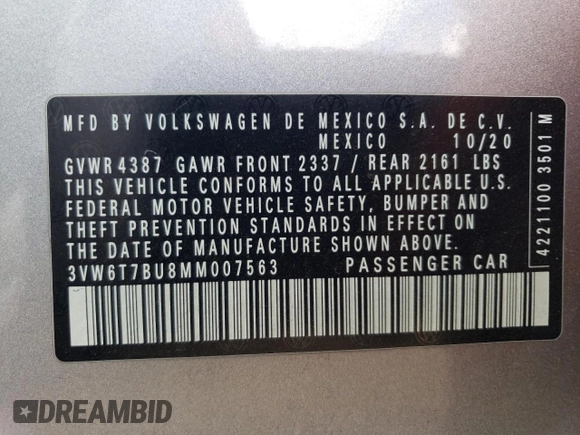 MFD BY VOLKSWAGEN DE MEXICO S.A. DE C.V.
MEXICO 10/20
GVWR 4387 GAWR FRONT 2337 / REAR 2161 LBS
THIS VEHICLE CONFORMS TO ALL APPLICABLE U.S.
FEDERAL MOTOR VEHICLE SAFETY, BUMPER AND
THEFT PREVENTION STANDARDS IN EFFECT ON
THE DATE OF MANUFACTURE SHOWN ABOVE.
3VW6T7BU8MM007563 PASSENGER CAR
4221100 3501 M
DREAMBID